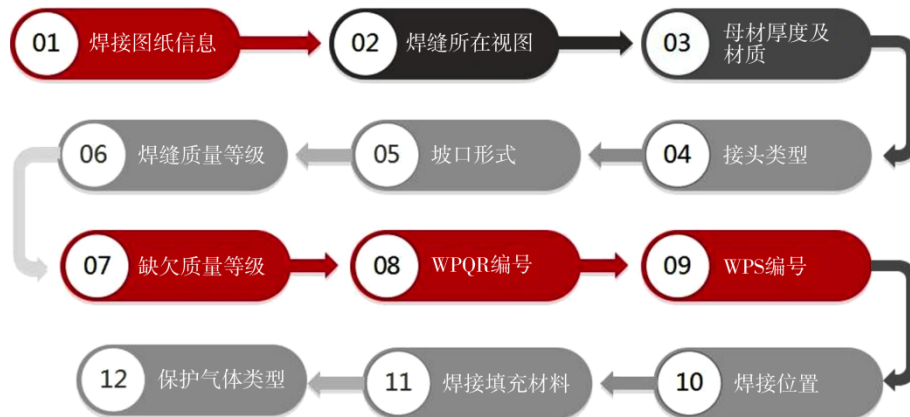 01 焊接图纸信息
02 焊缝所在视图
03 母材厚度及
材质
04 接头类型
05 坡口形式
06 焊缝质量等级
07 缺欠质量等级
08 WPQR编号
09 WPS编号
10 焊接位置
11 焊接填充材料
12 保护气体类型